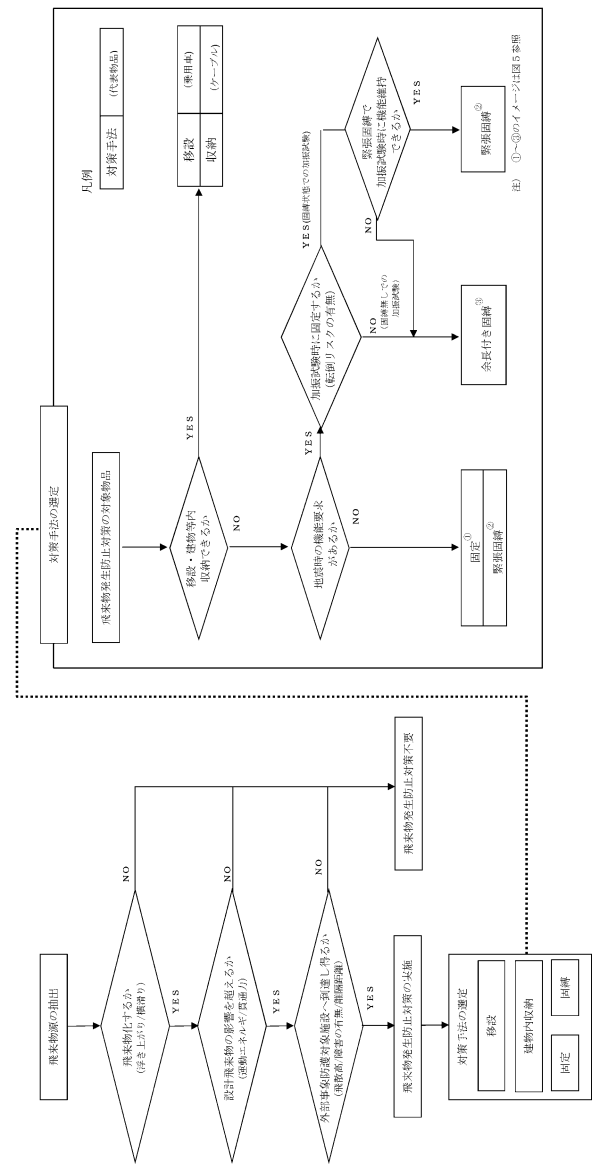 飛来物源の抽出
飛来物化するか
(浮き上がり/横滑り)
NO
YES
設計飛来物の影響を超えるか
(運動エネルギ/貫通力)
NO
YES
外部事象防護対象施設へ到達し得るか
(飛散高/障害の有無/離隔距離)
NO
YES
飛来物発生防止対策の実施
飛来物発生防止対策不要
対策手法の選定
移設
建物内収納
固定
固縛
対策手法の選定
凡例
対策手法
(代表物品)
飛来物発生防止対策の対象物品
移設・建物等内
収納できるか
YES
NO
移設
(乗用車)
収納
(ケーブル)
地震時の機能要求
があるか
YES
NO
加振試験時に固定するか
(転倒リスクの有無)
YES(固縛状態での加振試験)
NO
(固縛無しでの
加振試験)
緊張固縛で
加振試験時に機能維持
できるか
NO
YES
固定①
緊張固縛②
余長付き固縛③
緊張固縛②
注) ①～③のイメージは図5参照